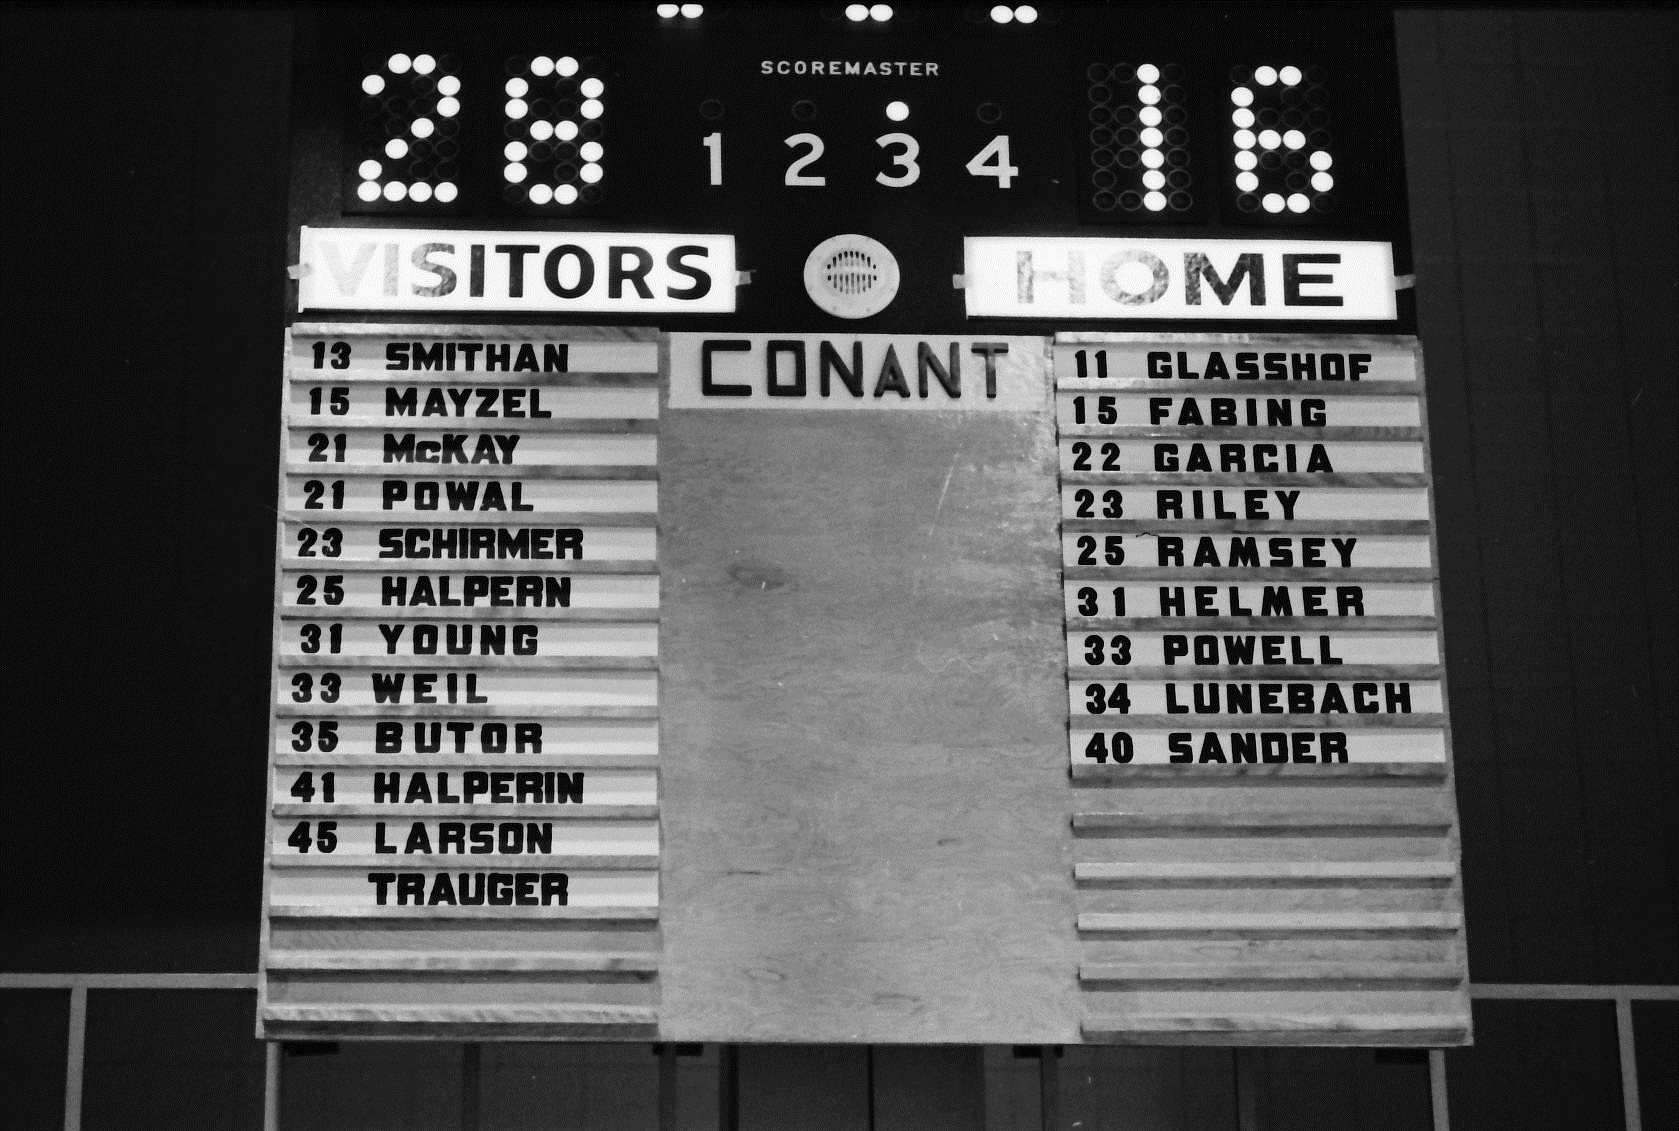 SCOREMASTER
28 1 2 3 4 16
VISITORS HOME
CONANT
13 SMITHAN
15 MAYZEL
21 McKAY
21 POWAL
23 SCHIRMER
25 HALPERN
31 YOUNG
33 WEIL
35 BUTOR
41 HALPERIN
45 LARSON
TRAUGER
11 GLASSHOF
15 FABING
22 GARCIA
23 RILEY
25 RAMSEY
31 HELMER
33 POWELL
34 LUNEBACH
40 SANDER